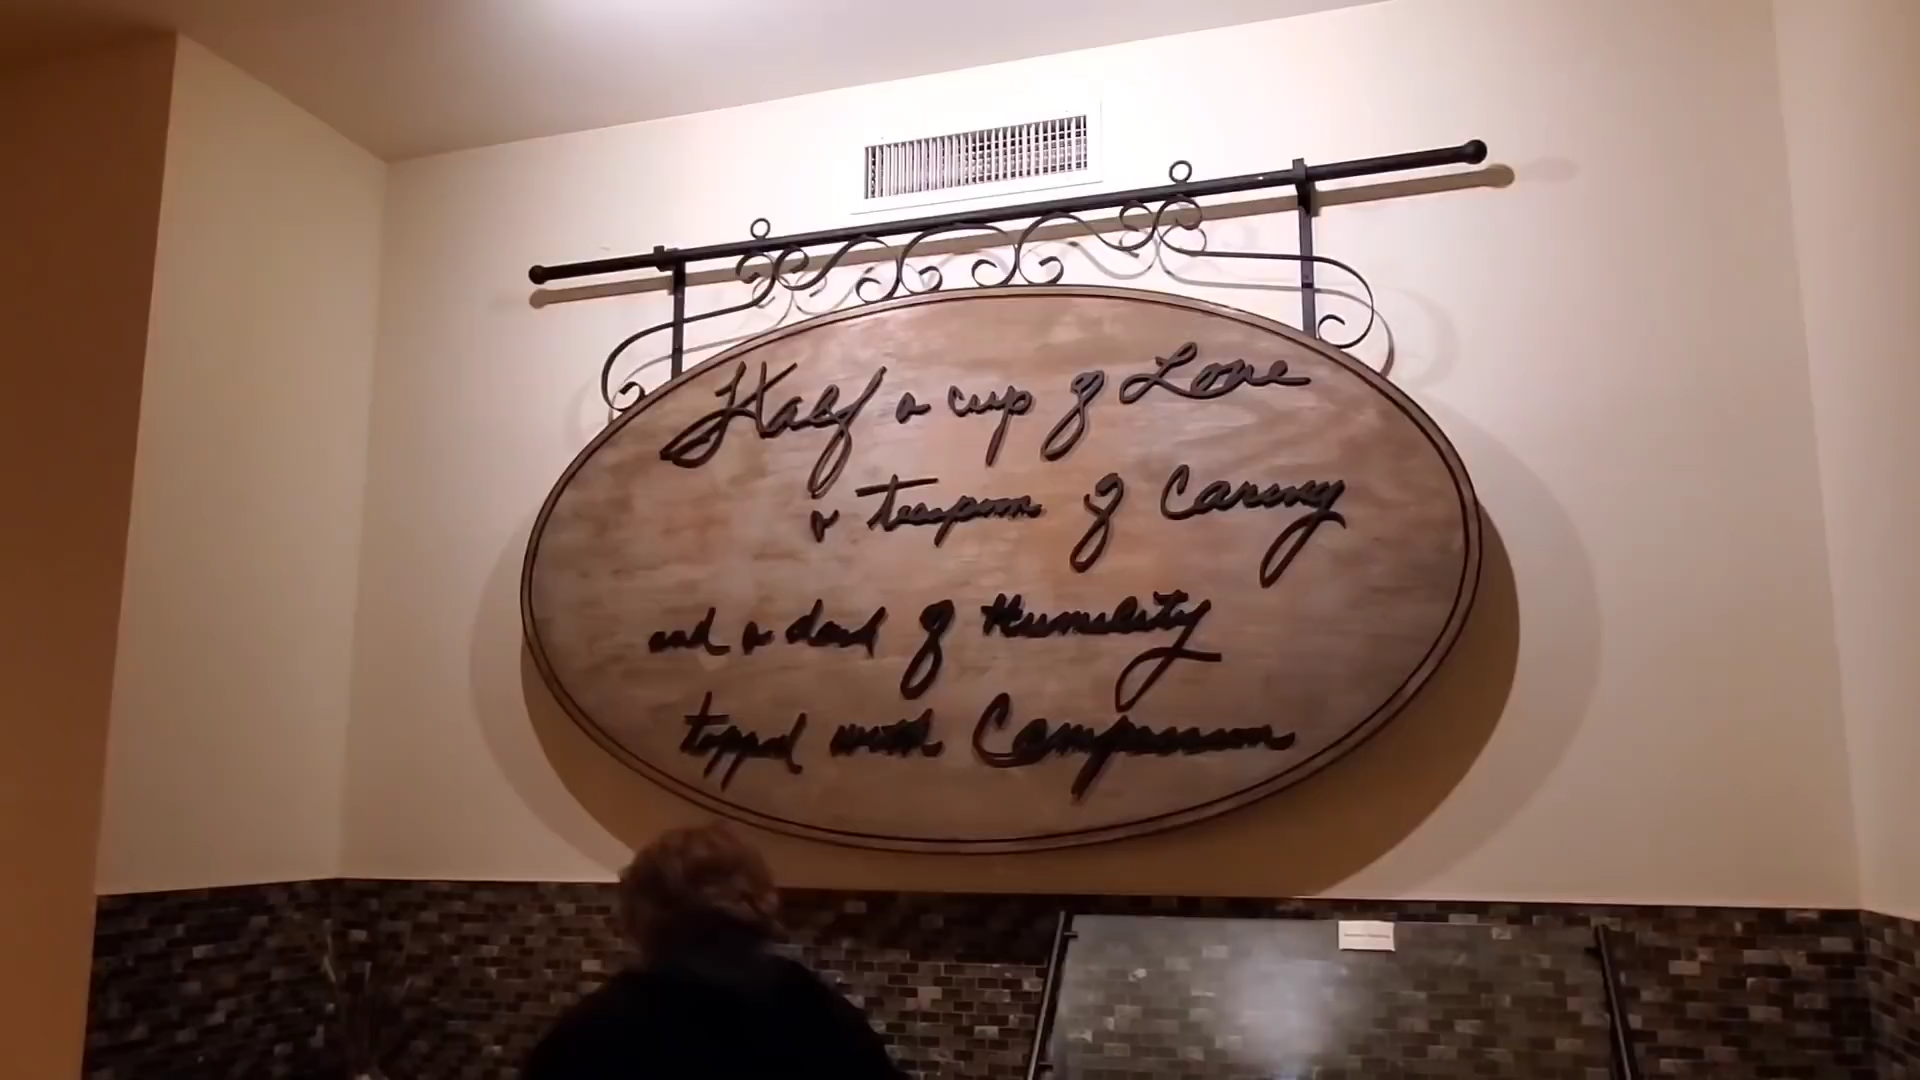 Half a cup of Love
a teaspoon of Caring
and a dash of Humility
topped with Compassion